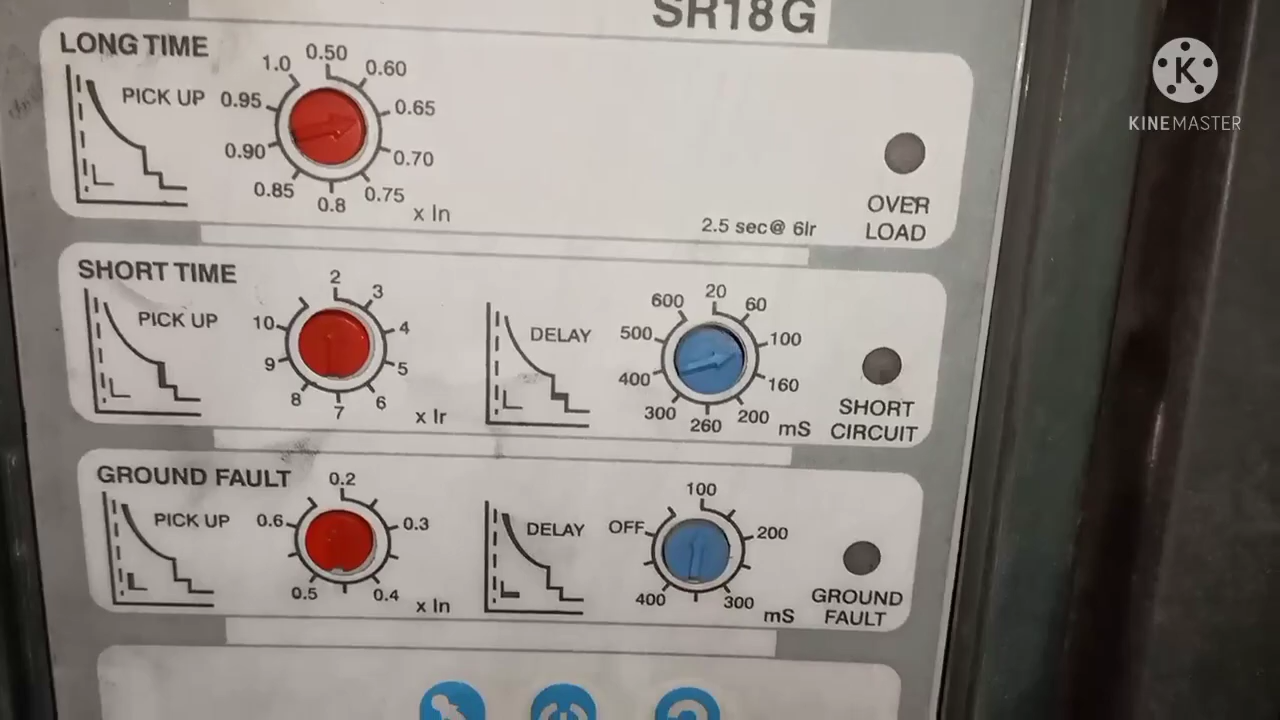 SR18G
K
KINEMASTER
LONG TIME
PICK UP
1.0
0.50
0.60
0.65
0.70
0.75
0.8
0.85
0.90
0.95
x In
2.5 sec@ 6Ir
OVER
LOAD
SHORT TIME
PICK UP
2
3
4
5
6
7
8
9
10
x Ir
DELAY
20
60
100
160
200
260
300
400
500
600
mS
SHORT
CIRCUIT
GROUND FAULT
PICK UP
0.2
0.3
0.4
0.5
0.6
x In
DELAY
OFF
100
200
300
400
mS
GROUND
FAULT